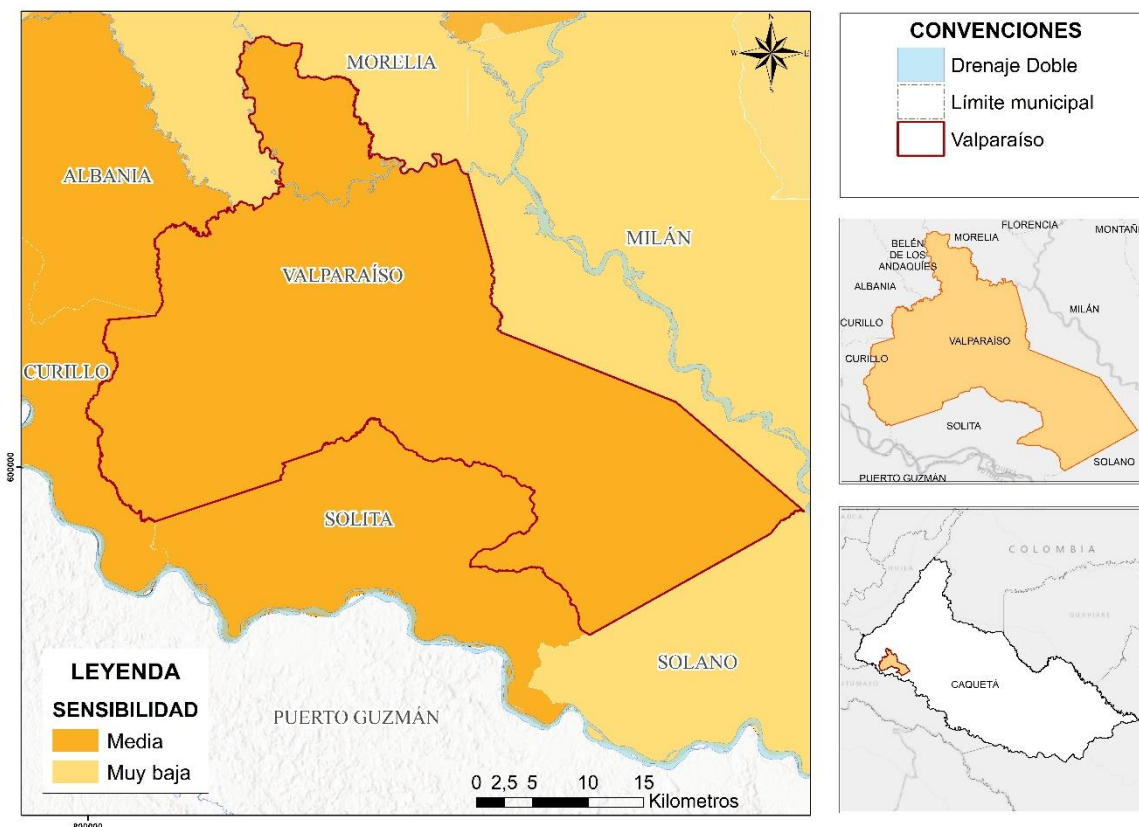 MORELIA
ALBANIA
MILÁN
VALPARAÍSO
CURILLO
SOLITA
SOLANO
PUERTO GUZMÁN
600000
800000
N
W
E
S
LEYENDA
SENSIBILIDAD
Media
Muy baja
0 2,5 5 10 15
Kilometros
CONVENCIONES
Drenaje Doble
Límite municipal
Valparaíso
FLORENCIA
MONTAÑ
BELÉN
DE LOS
ANDAQUÍES
MORELIA
ALBANIA
MILÁN
CURILLO
VALPARAÍSO
CURILLO
SOLITA
SOLANO
PUERTO GUZMÁN
COLOMBIA
HUILA
GUAVIARE
CAQUETÁ